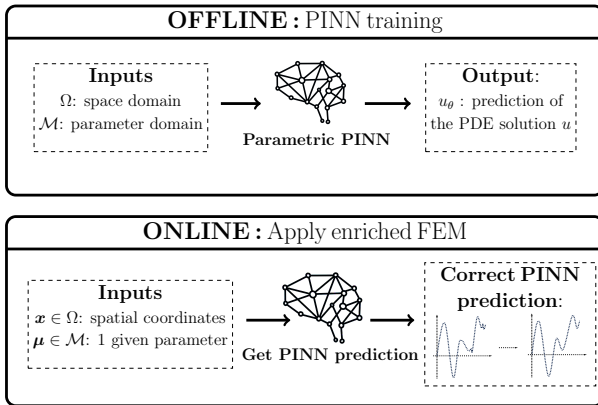 OFFLINE : PINN training
Inputs
Ω: space domain
ℳ: parameter domain
Parametric PINN
Output:
u_θ : prediction of
the PDE solution u
ONLINE : Apply enriched FEM
Inputs
x ∈ Ω: spatial coordinates
μ ∈ ℳ: 1 given parameter
Get PINN prediction
Correct PINN
prediction: